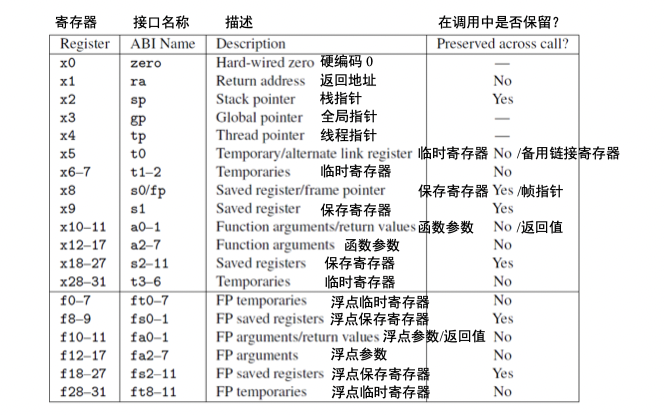 寄存器 接口名称 描述 在调用中是否保留？
Register ABI Name Description Preserved across call?
x0 zero Hard-wired zero 硬编码 0 —
x1 ra Return address 返回地址 No
x2 sp Stack pointer 栈指针 Yes
x3 gp Global pointer 全局指针 —
x4 tp Thread pointer 线程指针 —
x5 t0 Temporary/alternate link register 临时寄存器 No /备用链接寄存器
x6–7 t1–2 Temporaries 临时寄存器 No
x8 s0/fp Saved register/frame pointer 保存寄存器 Yes /帧指针
x9 s1 Saved register 保存寄存器 Yes
x10–11 a0–1 Function arguments/return values 函数参数 No /返回值
x12–17 a2–7 Function arguments 函数参数 No
x18–27 s2–11 Saved registers 保存寄存器 Yes
x28–31 t3–6 Temporaries 临时寄存器 No
f0–7 ft0–7 FP temporaries 浮点临时寄存器 No
f8–9 fs0–1 FP saved registers 浮点保存寄存器 Yes
f10–11 fa0–1 FP arguments/return values 浮点参数/返回值 No
f12–17 fa2–7 FP arguments 浮点参数 No
f18–27 fs2–11 FP saved registers 浮点保存寄存器 Yes
f28–31 ft8–11 FP temporaries 浮点临时寄存器 No